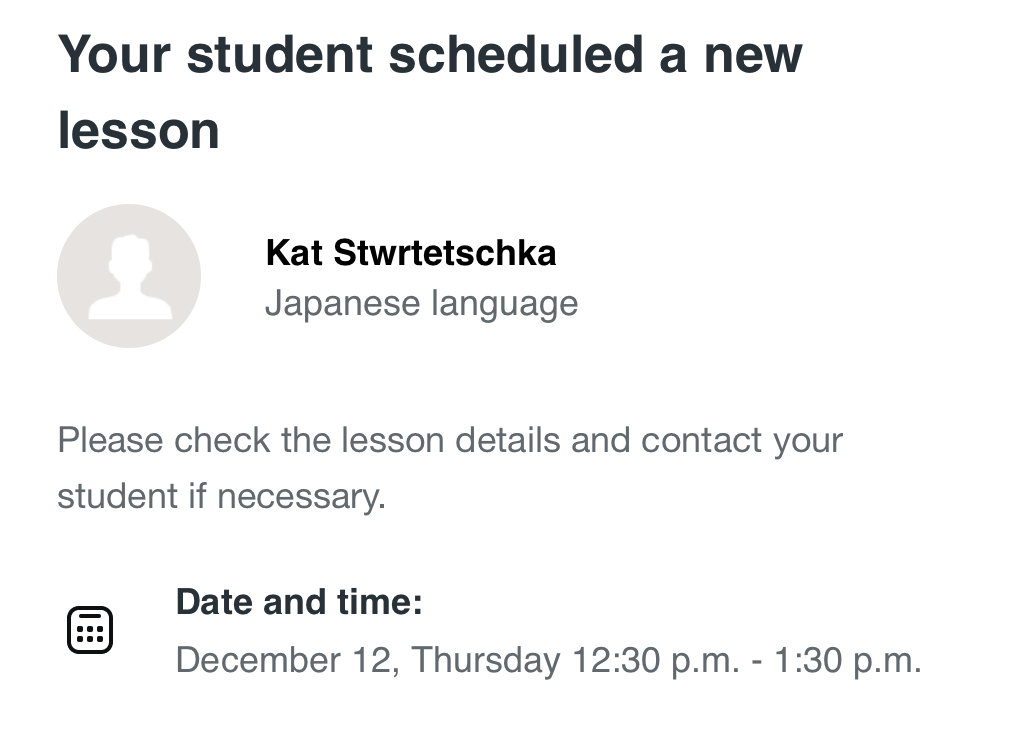 Your student scheduled a new
lesson
Kat Stwrtetschka
Japanese language
Please check the lesson details and contact your
student if necessary.
Date and time:
December 12, Thursday 12:30 p.m. - 1:30 p.m.